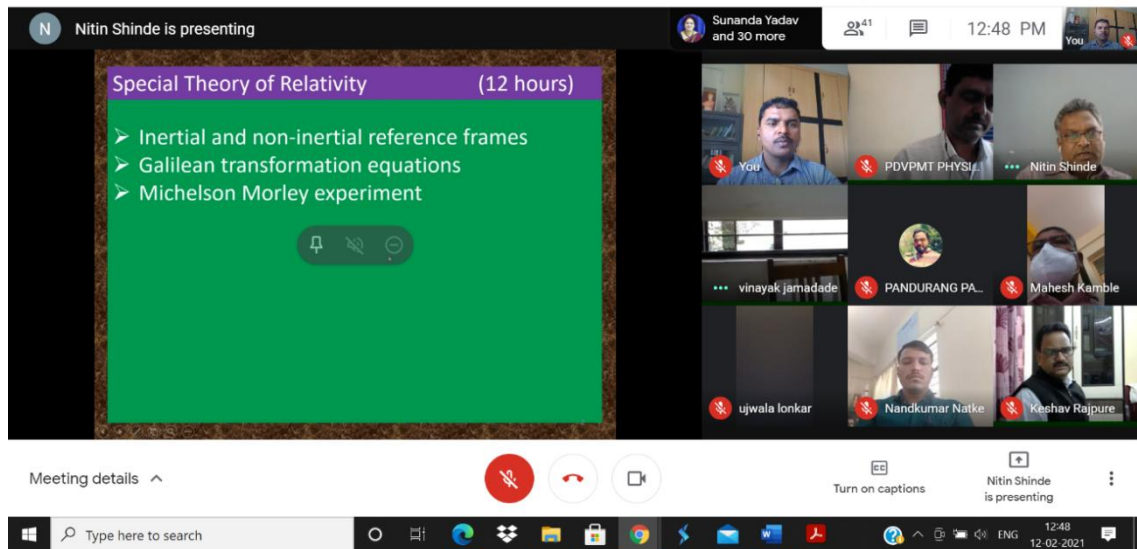 N Nitin Shinde is presenting
Sunanda Yadav
and 30 more
41
12:48 PM
You
Special Theory of Relativity (12 hours)
➢ Inertial and non-inertial reference frames
➢ Galilean transformation equations
➢ Michelson Morley experiment
You
PDVPMT PHYSI...
Nitin Shinde
vinayak jamadade
PANDURANG PA...
Mahesh Kamble
ujwala lonkar
Nandkumar Natke
Keshav Rajpure
Meeting details
CC
Turn on captions
Nitin Shinde
is presenting
Type here to search
ENG
12:48
12-02-2021